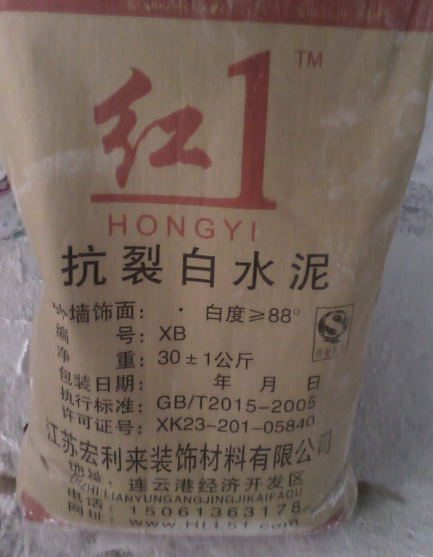 红1 TM
HONGYI
抗裂白水泥
外墙饰面： · 白度≥88°
编 号：XB
净 重：30±1公斤
包装日期： 年 月 日
执行标准：GB/T2015-2005
许可证号：XK23-201-05840
江苏宏利来装饰材料有限公司
地址：连云港经济开发区
LIANYUNGANGJINGJIKAIFAQU
电话：15061363178
网址：www.HLL51.com